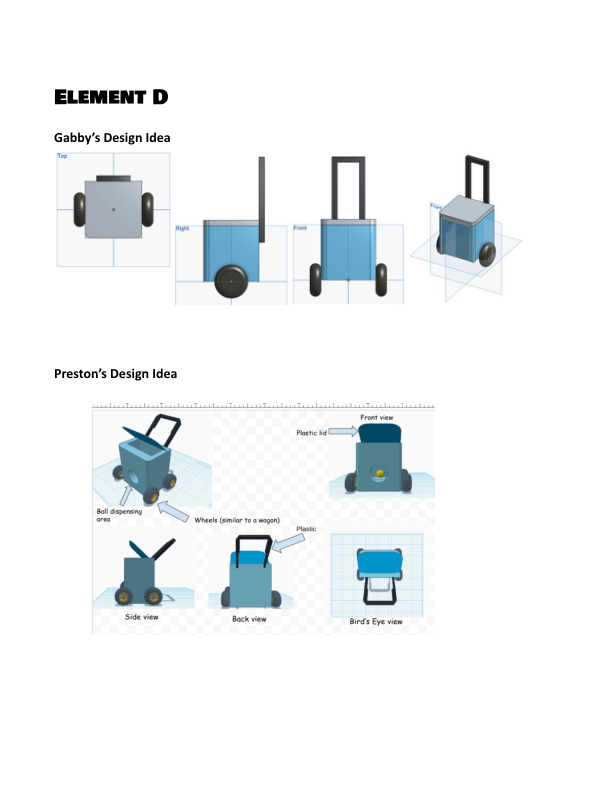 ELEMENT D
Gabby's Design Idea
Top
Right
Front
Front
Preston's Design Idea
Front view
Plastic lid
Ball dispensing
area
Wheels (similar to a wagon)
Plastic
Side view
Back view
Bird's Eye view